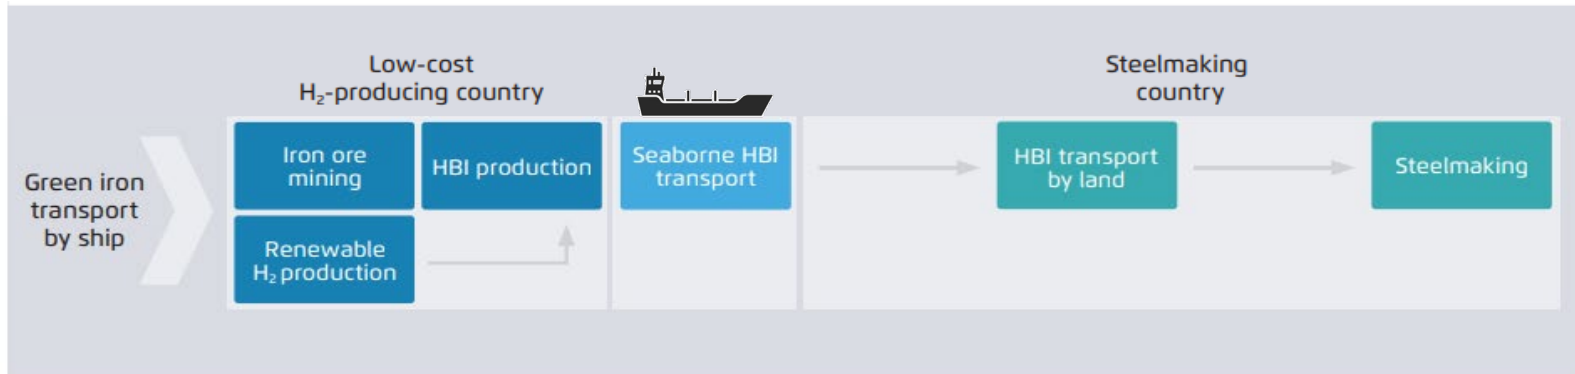 Low-cost
H₂-producing country
Steelmaking
country
Green iron
transport
by ship
Iron ore
mining
HBI production
Seaborne HBI
transport
HBI transport
by land
Steelmaking
Renewable
H₂ production